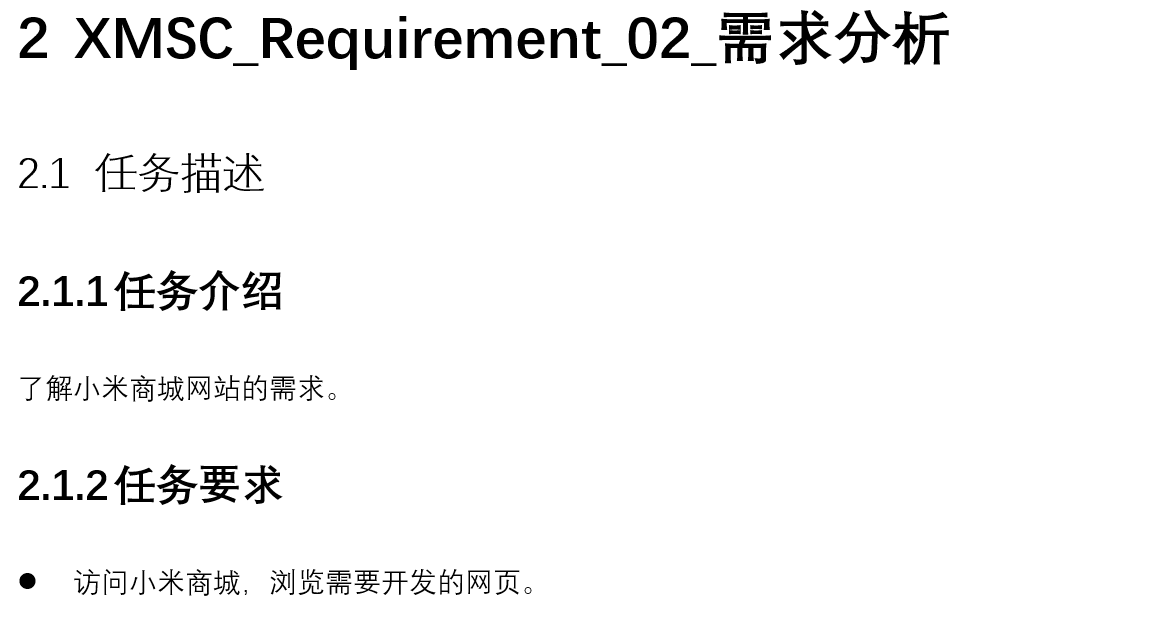 2 XMSC_Requirement_02_需求分析
2.1 任务描述
2.1.1任务介绍
了解小米商城网站的需求。
2.1.2任务要求
● 访问小米商城，浏览需要开发的网页。